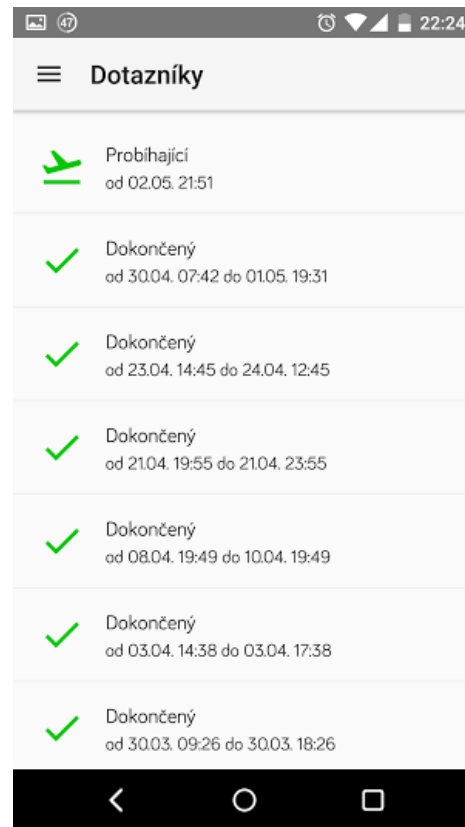 47
22:24
Dotazníky
Probíhající
od 02.05. 21:51
Dokončený
od 30.04. 07:42 do 01.05. 19:31
Dokončený
od 23.04. 14:45 do 24.04. 12:45
Dokončený
od 21.04. 19:55 do 21.04. 23:55
Dokončený
od 08.04. 19:49 do 10.04. 19:49
Dokončený
od 03.04. 14:38 do 03.04. 17:38
Dokončený
od 30.03. 09:26 do 30.03. 18:26